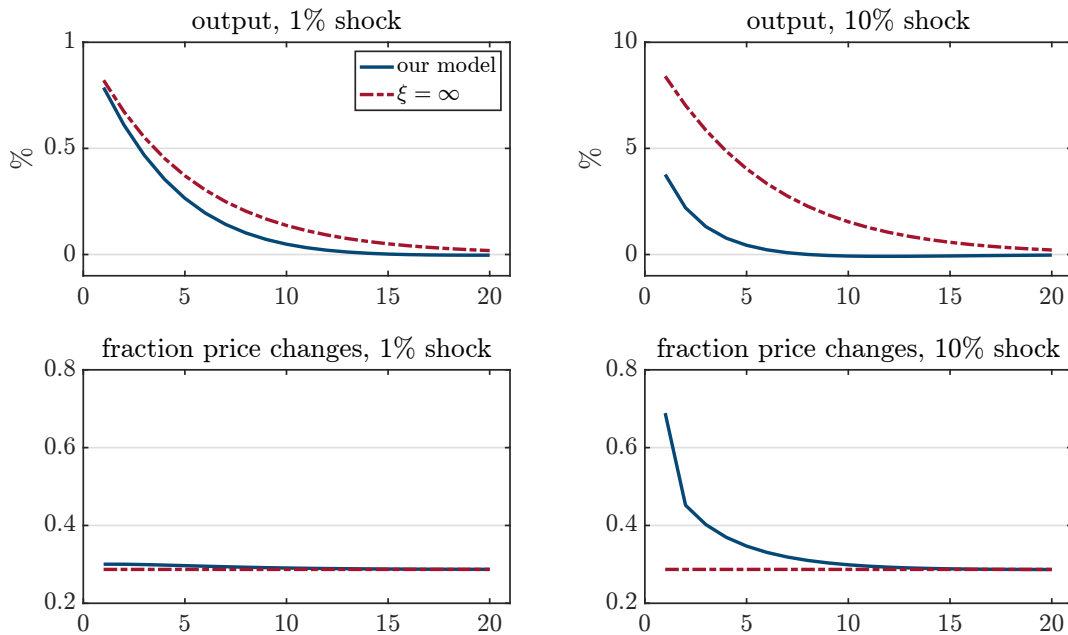 output, 1% shock
1
0.5
0
%
our model
ξ = ∞
0 5 10 15 20
output, 10% shock
10
5
0
%
0 5 10 15 20
fraction price changes, 1% shock
0.8
0.6
0.4
0.2
0 5 10 15 20
fraction price changes, 10% shock
0.8
0.6
0.4
0.2
0 5 10 15 20